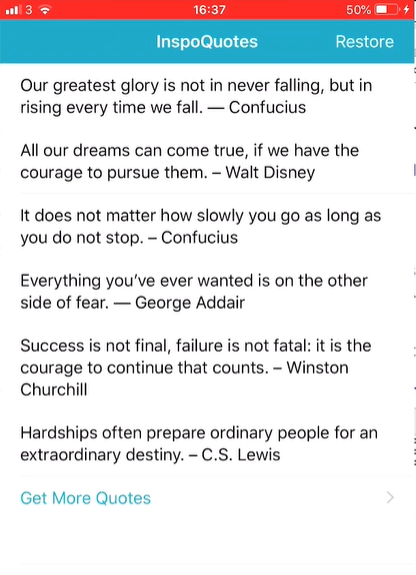 3 16:37 50%
InspoQuotes Restore
Our greatest glory is not in never falling, but in
rising every time we fall. — Confucius
All our dreams can come true, if we have the
courage to pursue them. – Walt Disney
It does not matter how slowly you go as long as
you do not stop. – Confucius
Everything you’ve ever wanted is on the other
side of fear. — George Addair
Success is not final, failure is not fatal: it is the
courage to continue that counts. – Winston
Churchill
Hardships often prepare ordinary people for an
extraordinary destiny. – C.S. Lewis
Get More Quotes